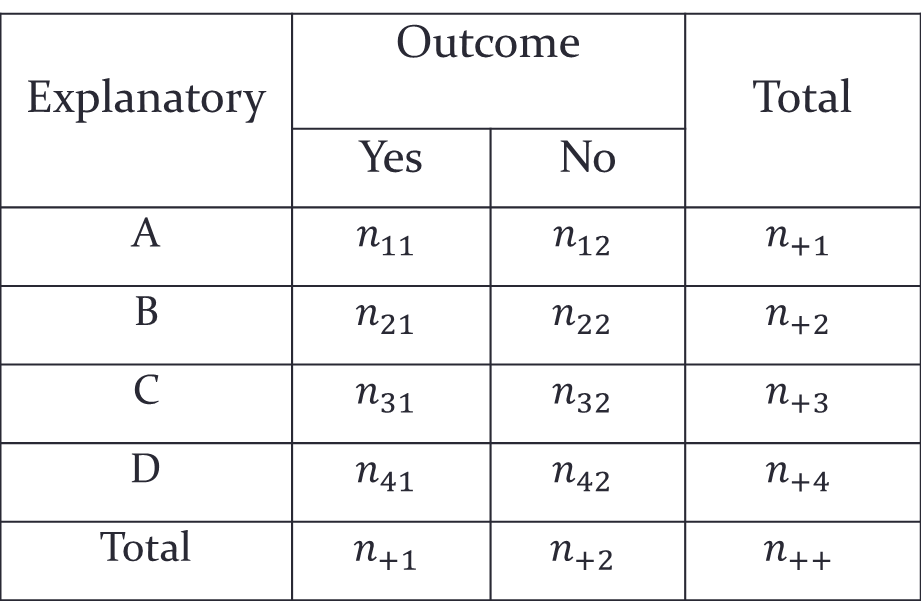 Explanatory Outcome Total
Yes No
A n₁₁ n₁₂ n₊₁
B n₂₁ n₂₂ n₊₂
C n₃₁ n₃₂ n₊₃
D n₄₁ n₄₂ n₊₄
Total n₊₁ n₊₂ n₊₊